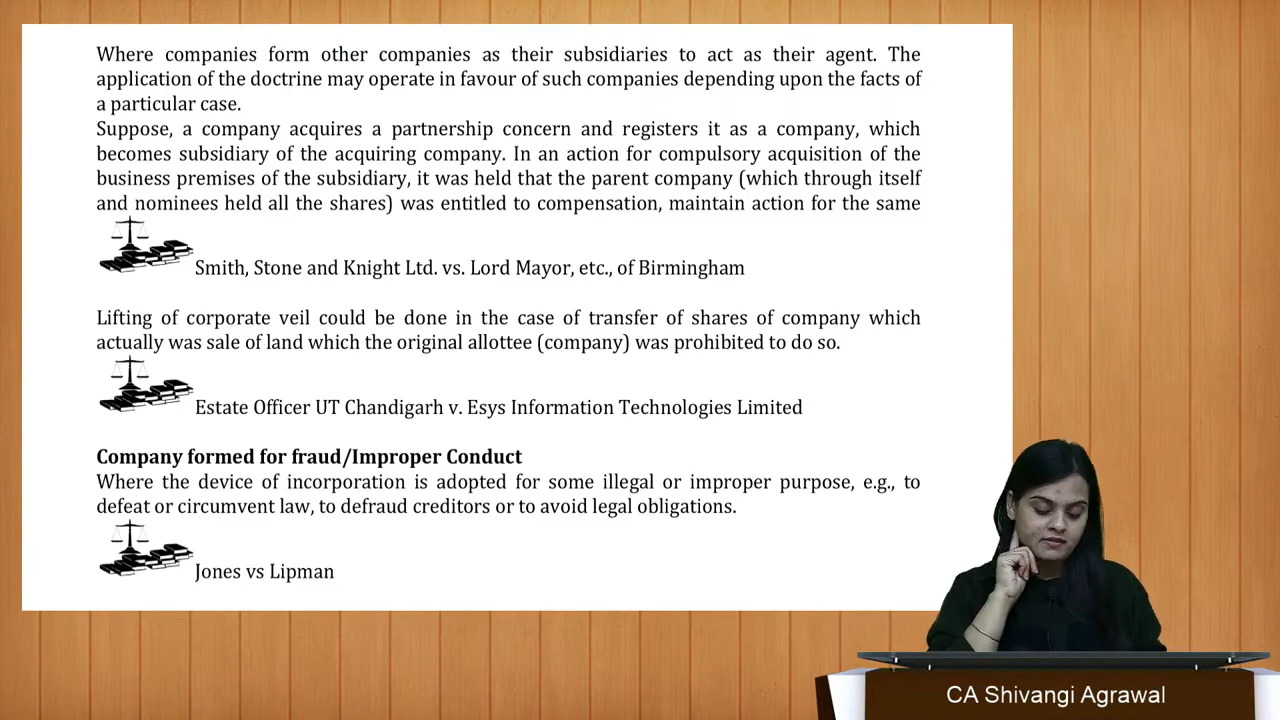 Where companies form other companies as their subsidiaries to act as their agent. The
application of the doctrine may operate in favour of such companies depending upon the facts of
a particular case.
Suppose, a company acquires a partnership concern and registers it as a company, which
becomes subsidiary of the acquiring company. In an action for compulsory acquisition of the
business premises of the subsidiary, it was held that the parent company (which through itself
and nominees held all the shares) was entitled to compensation, maintain action for the same
Smith, Stone and Knight Ltd. vs. Lord Mayor, etc., of Birmingham
Lifting of corporate veil could be done in the case of transfer of shares of company which
actually was sale of land which the original allottee (company) was prohibited to do so.
Estate Officer UT Chandigarh v. Esys Information Technologies Limited
Company formed for fraud/Improper Conduct
Where the device of incorporation is adopted for some illegal or improper purpose, e.g., to
defeat or circumvent law, to defraud creditors or to avoid legal obligations.
Jones vs Lipman
CA Shivangi Agrawal